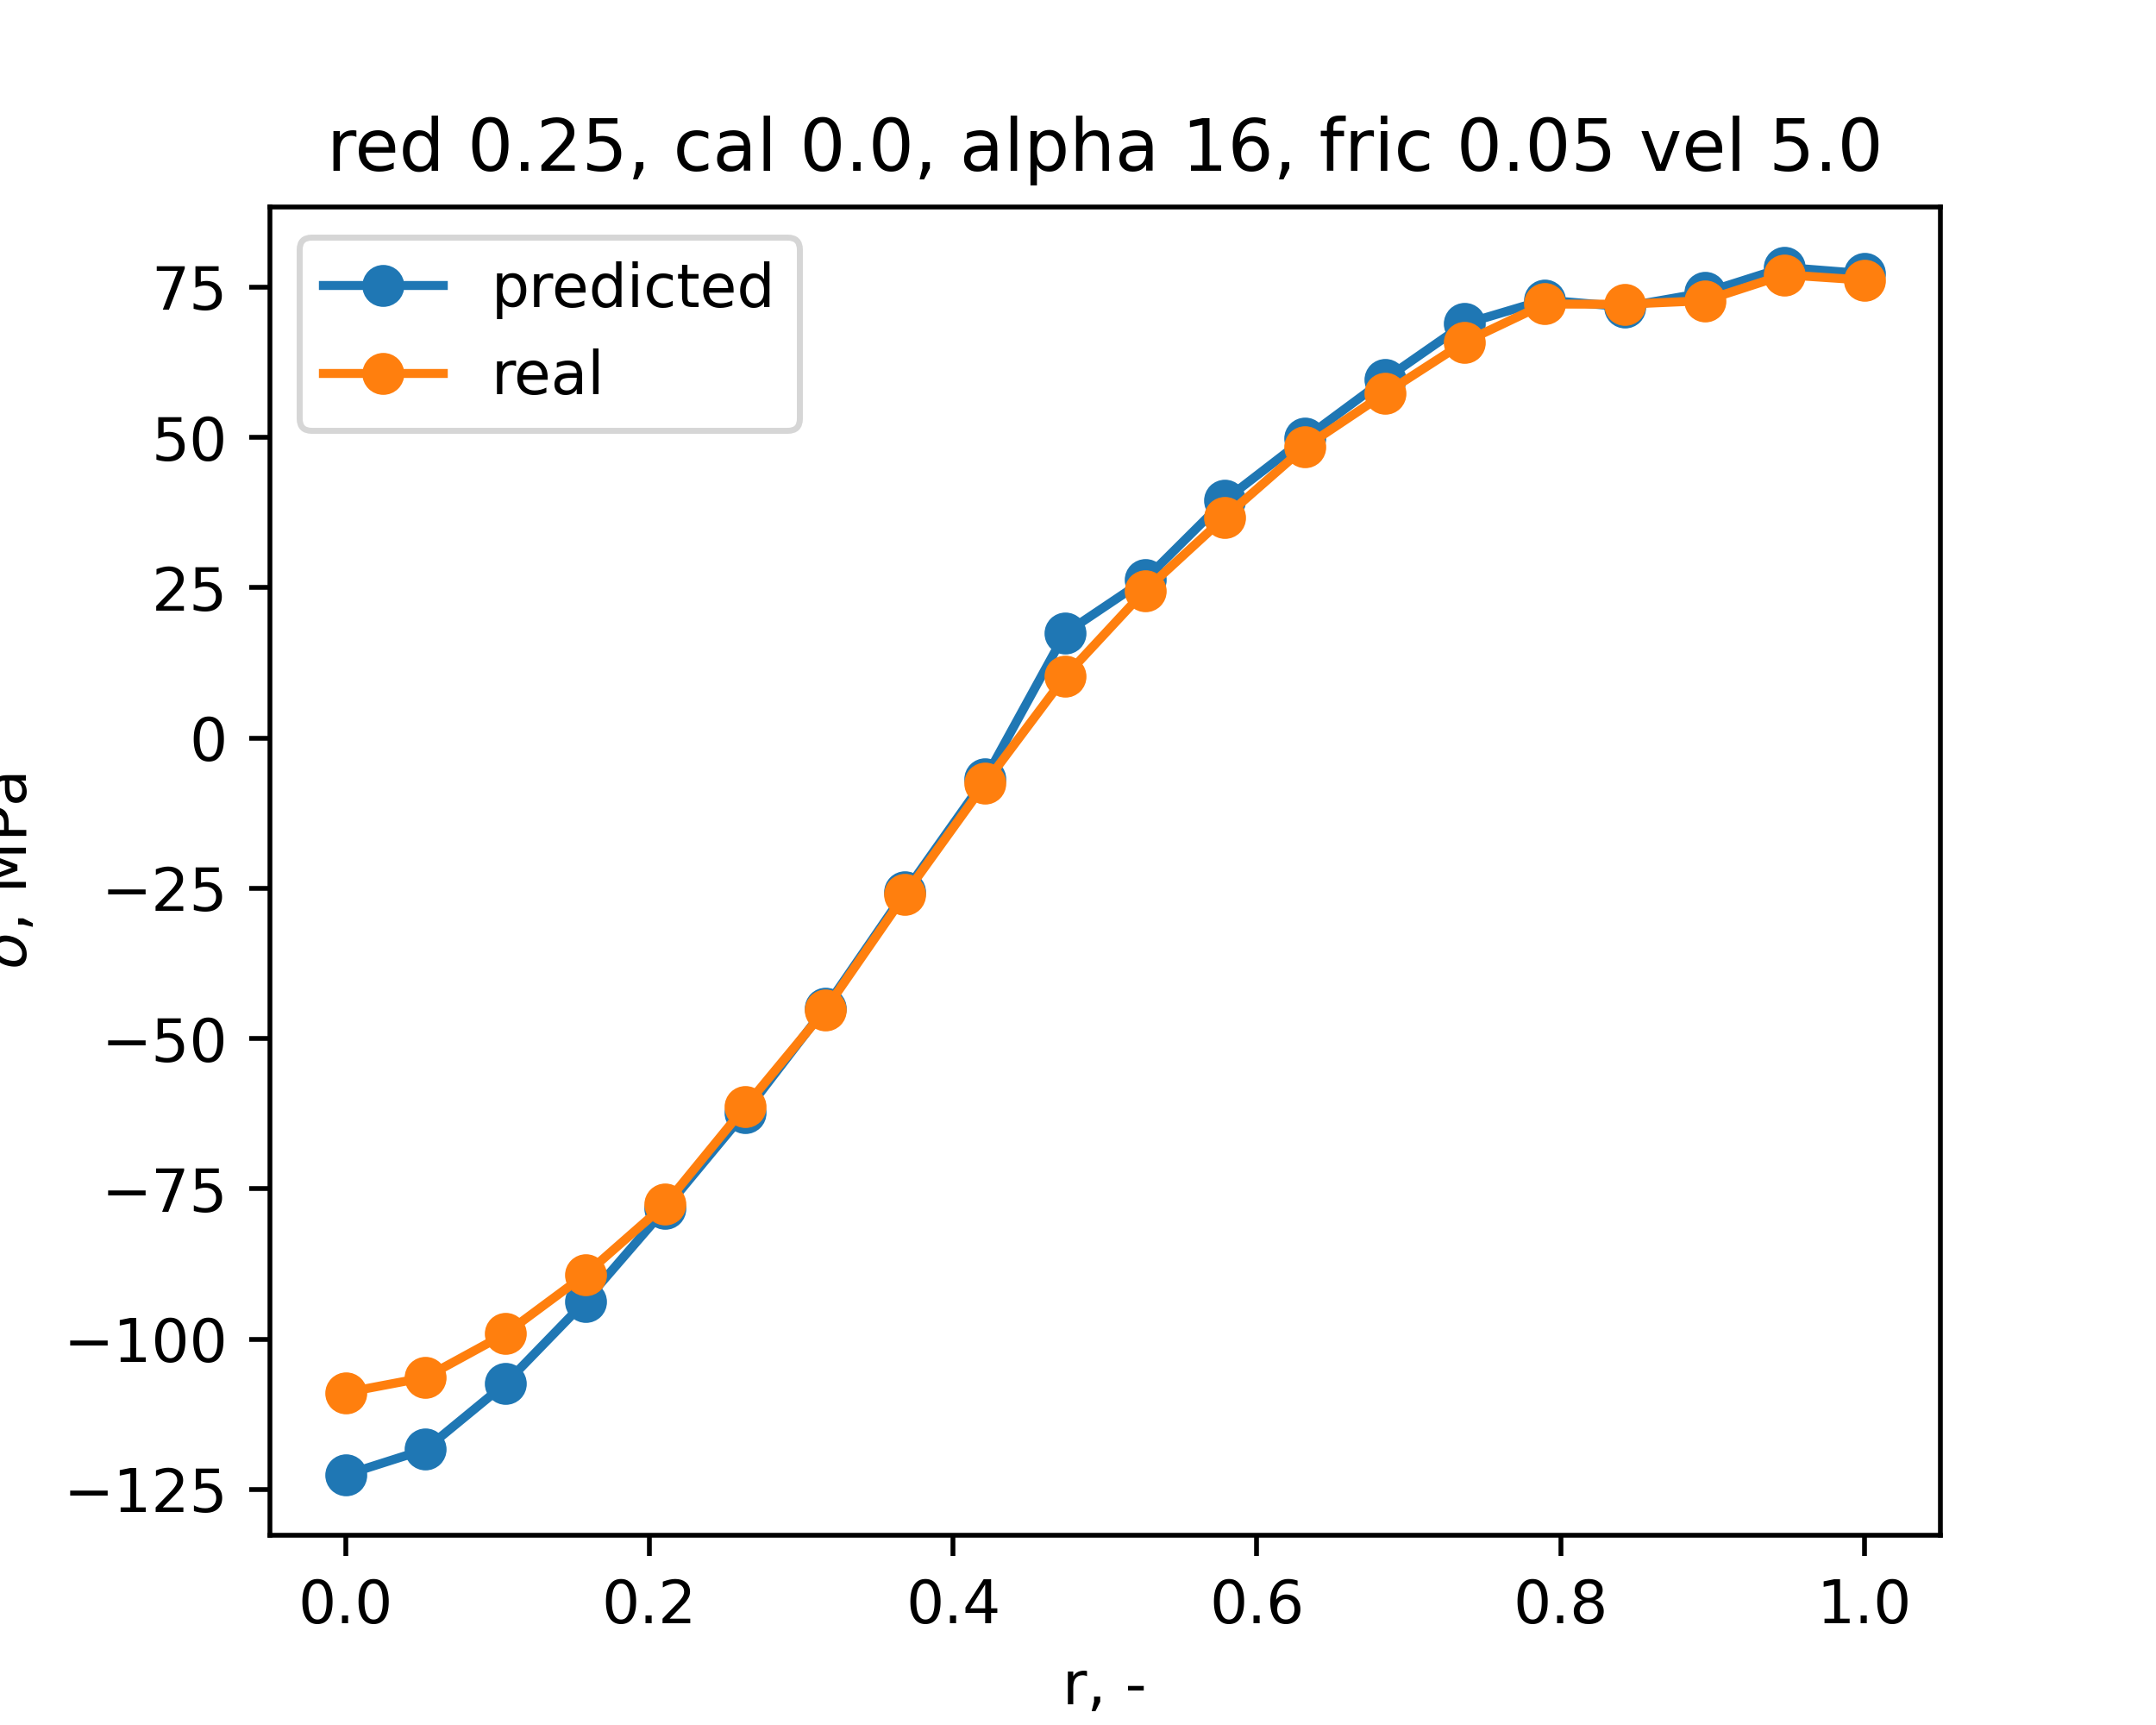 red 0.25, cal 0.0, alpha 16, fric 0.05 vel 5.0
predicted
real
75
50
25
0
−25
−50
−75
−100
−125
σ, MPa
0.0 0.2 0.4 0.6 0.8 1.0
r, -